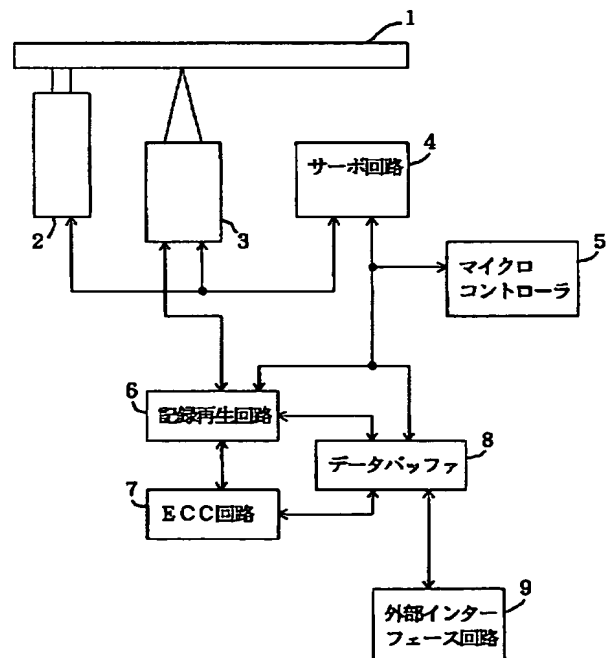 1
2
3
4
サーボ回路
5
マイクロ
コントローラ
6
記録再生回路
8
データバッファ
7
ECC回路
9
外部インター
フェース回路